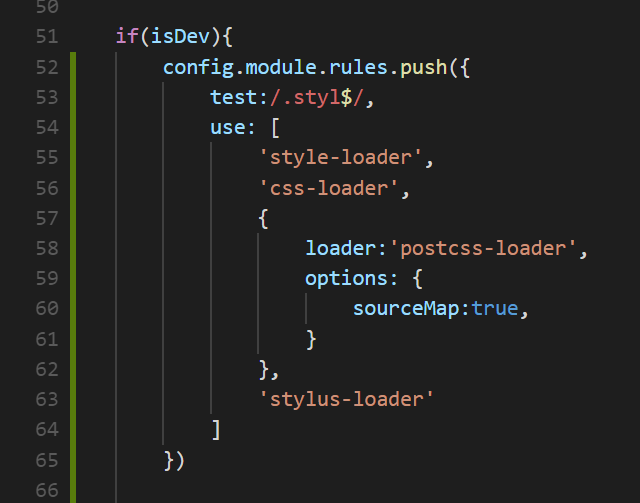 50
51 if(isDev){
52 config.module.rules.push({
53 test:/.styl$/,
54 use: [
55 'style-loader',
56 'css-loader',
57 {
58 loader:'postcss-loader',
59 options: {
60 sourceMap:true,
61 }
62 },
63 'stylus-loader'
64 ]
65 })
66